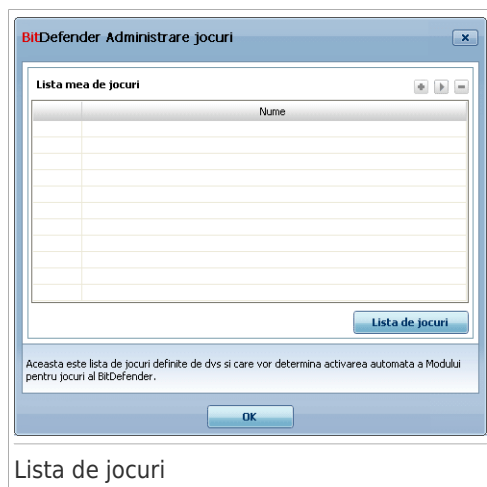 BitDefender Administrare jocuri
Lista mea de jocuri
Nume
Lista de jocuri
Aceasta este lista de jocuri definite de dvs si care vor determina activarea automata a Modului
pentru jocuri al BitDefender.
OK
Lista de jocuri